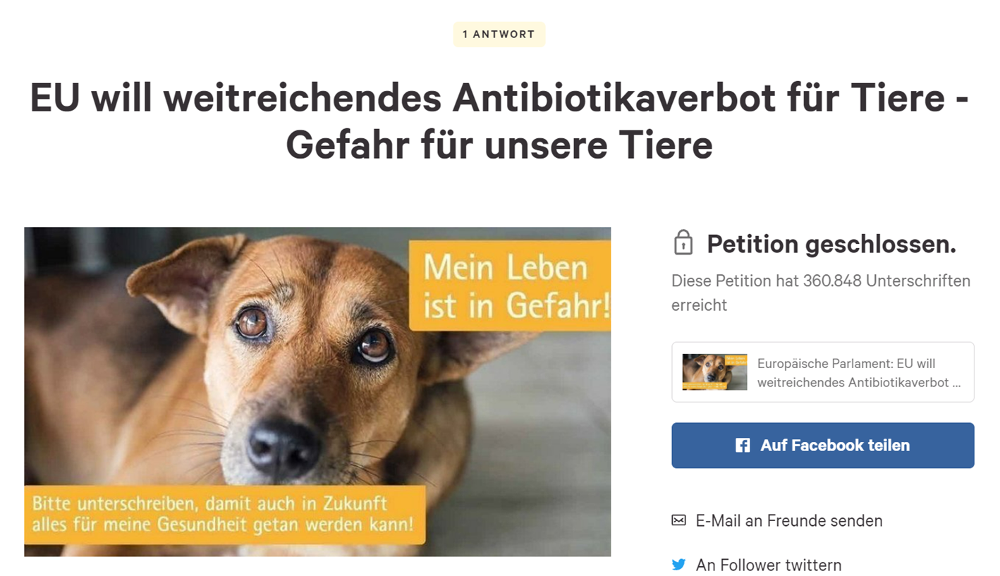 1 ANTWORT
EU will weitreichendes Antibiotikaverbot für Tiere -
Gefahr für unsere Tiere
Mein Leben
ist in Gefahr!
Bitte unterschreiben, damit auch in Zukunft
alles für meine Gesundheit getan werden kann!
Petition geschlossen.
Diese Petition hat 360.848 Unterschriften
erreicht
Europäische Parlament: EU will
weitreichendes Antibiotikaverbot ...
Auf Facebook teilen
E-Mail an Freunde senden
An Follower twittern